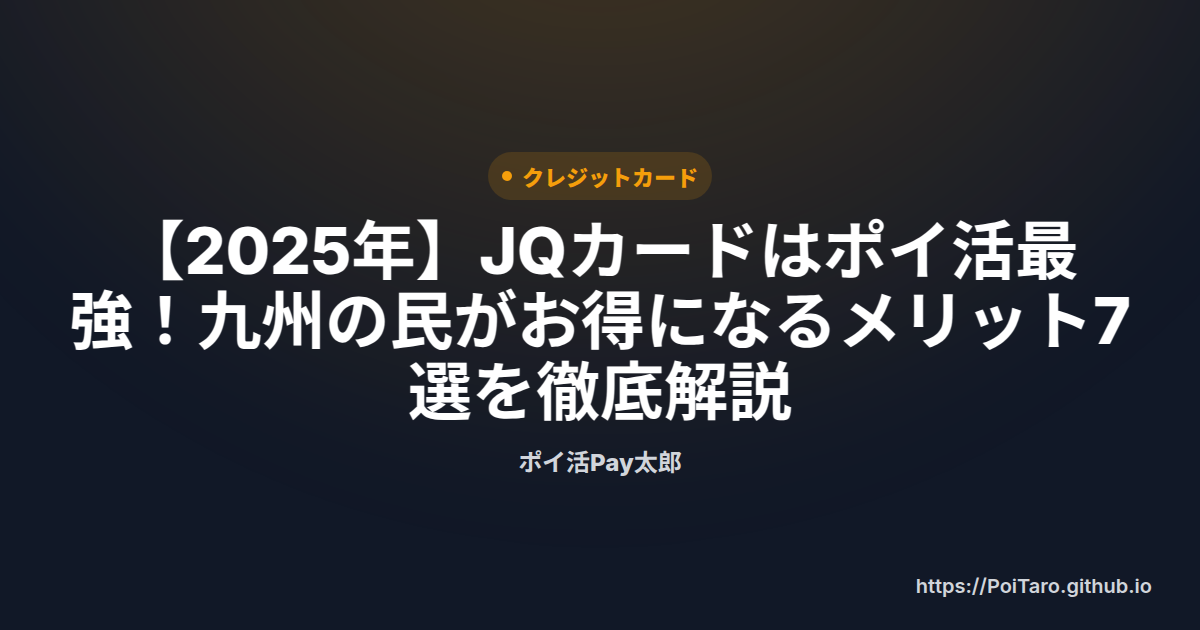 クレジットカード
【2025年】JQカードはポイ活最
強！九州の民がお得になるメリット7
選を徹底解説
ポイ活Pay太郎
https://PoiTaro.github.io